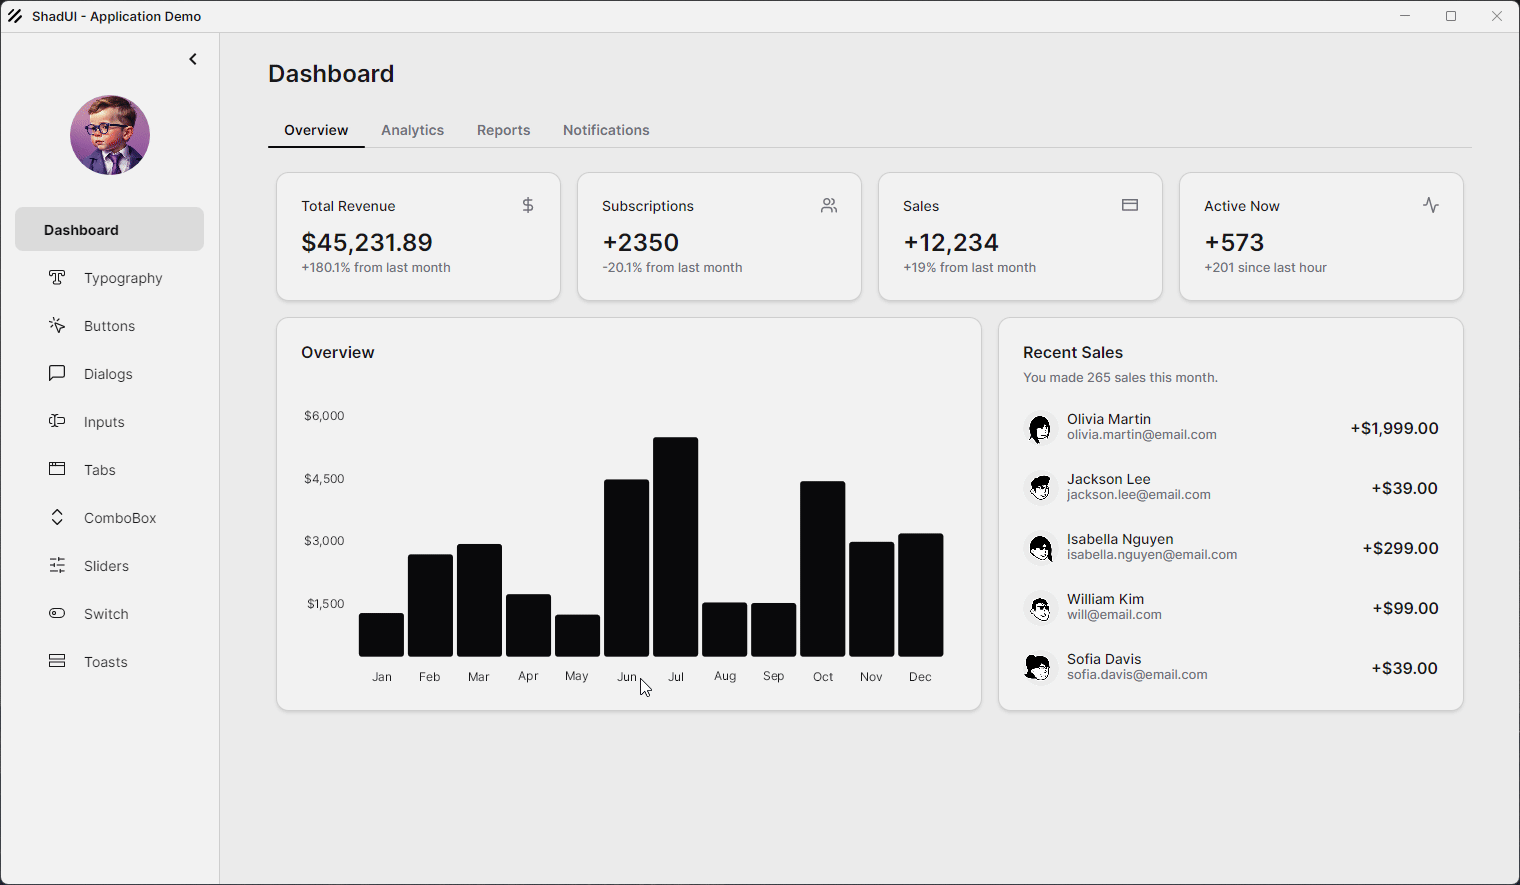 ShadUI - Application Demo
Dashboard
Typography
Buttons
Dialogs
Inputs
Tabs
ComboBox
Sliders
Switch
Toasts
Dashboard
Overview Analytics Reports Notifications
Total Revenue
$45,231.89
+180.1% from last month
Subscriptions
+2350
-20.1% from last month
Sales
+12,234
+19% from last month
Active Now
+573
+201 since last hour
Overview
$6,000
$4,500
$3,000
$1,500
Jan Feb Mar Apr May Jun Jul Aug Sep Oct Nov Dec
Recent Sales
You made 265 sales this month.
Olivia Martin
olivia.martin@email.com
+$1,999.00
Jackson Lee
jackson.lee@email.com
+$39.00
Isabella Nguyen
isabella.nguyen@email.com
+$299.00
William Kim
will@email.com
+$99.00
Sofia Davis
sofia.davis@email.com
+$39.00